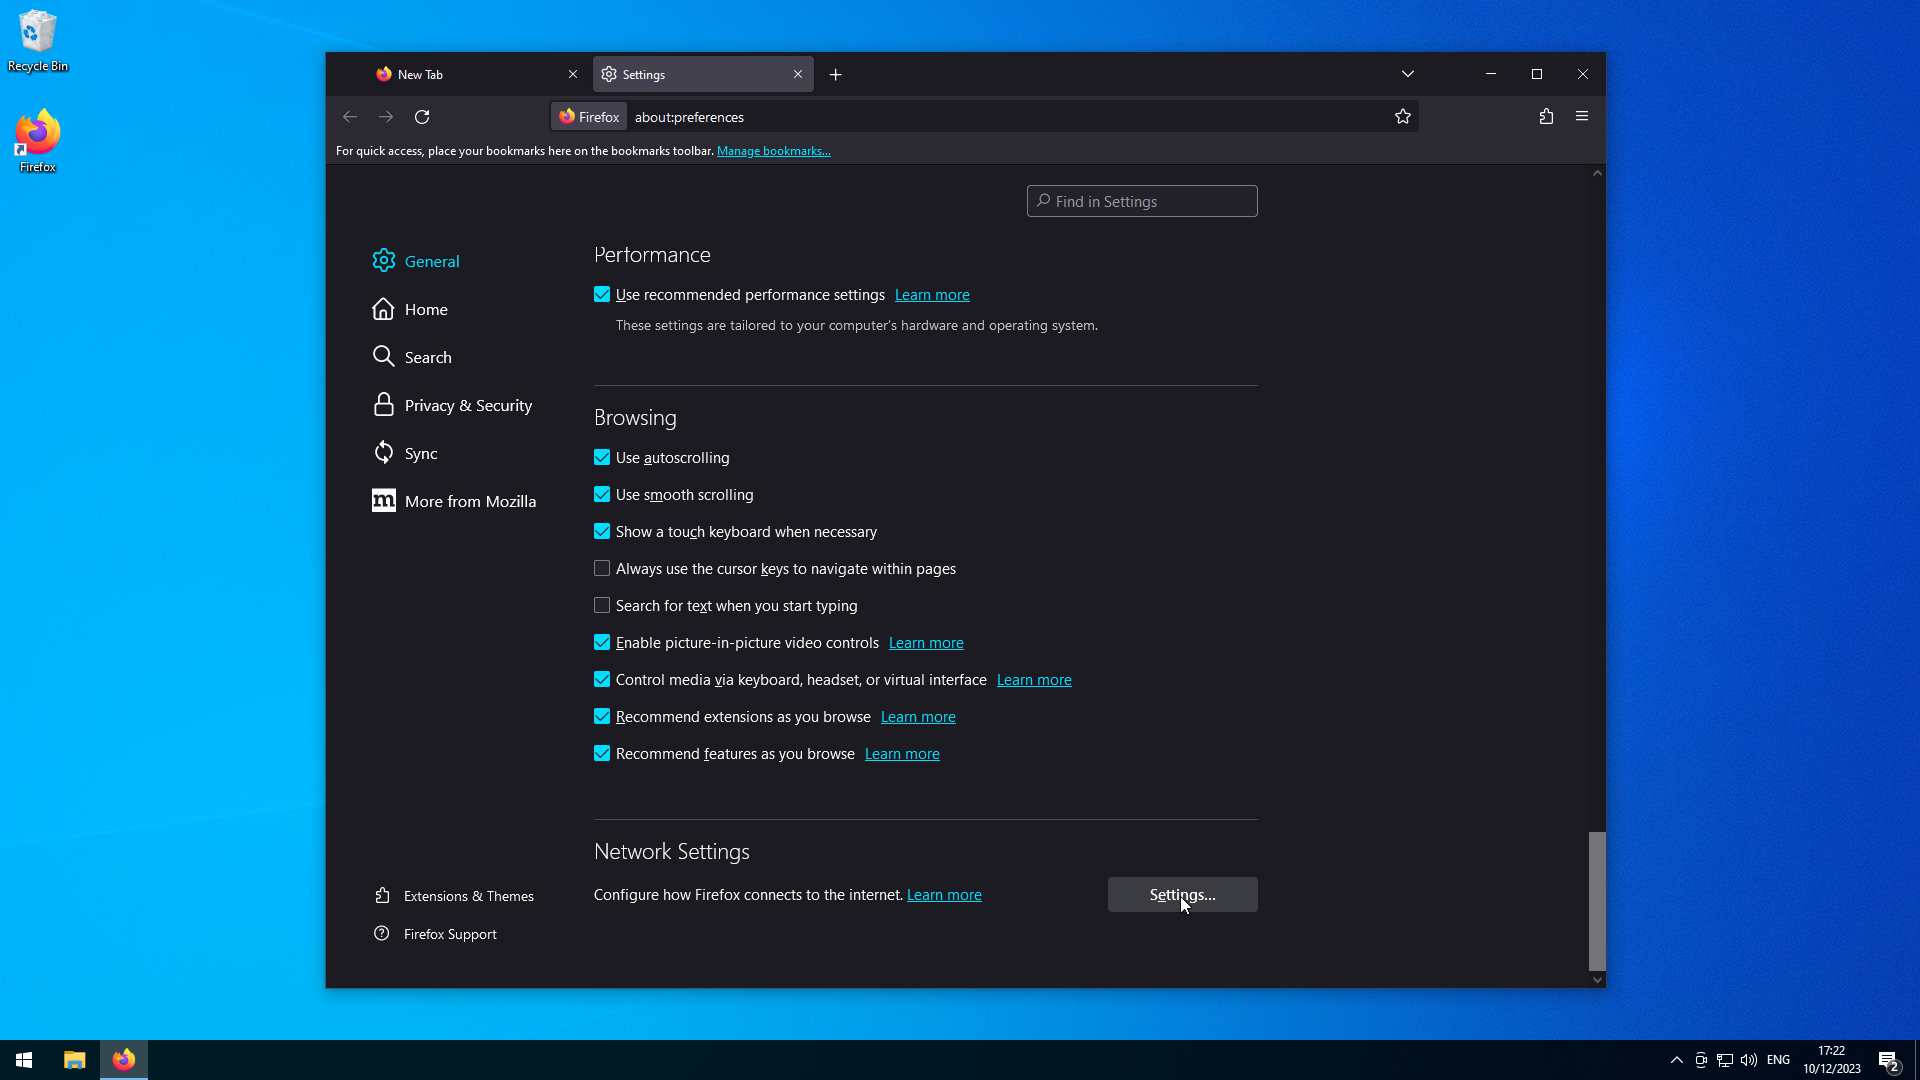 Recycle Bin
Firefox
New Tab
Settings
Firefox
about:preferences
For quick access, place your bookmarks here on the bookmarks toolbar. Manage bookmarks...
Find in Settings
General
Home
Search
Privacy & Security
Sync
More from Mozilla
Extensions & Themes
Firefox Support
Performance
Use recommended performance settings Learn more
These settings are tailored to your computer's hardware and operating system.
Browsing
Use autoscrolling
Use smooth scrolling
Show a touch keyboard when necessary
Always use the cursor keys to navigate within pages
Search for text when you start typing
Enable picture-in-picture video controls Learn more
Control media via keyboard, headset, or virtual interface Learn more
Recommend extensions as you browse Learn more
Recommend features as you browse Learn more
Network Settings
Configure how Firefox connects to the internet. Learn more
Settings...
ENG
17:22
10/12/2023
2